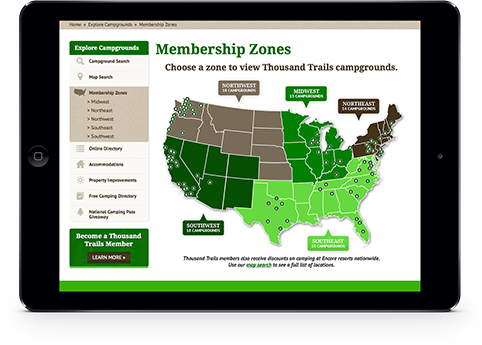 Home » Explore Campgrounds » Membership Zones
Explore Campgrounds
Campground Search
Map Search
Membership Zones
> Midwest
> Northeast
> Northwest
> Southeast
> Southwest
Online Directory
Accommodations
Property Improvements
Free Camping Directory
National Camping Pass
Giveaway
Become a Thousand
Trails Member
LEARN MORE »
Membership Zones
Choose a zone to view Thousand Trails campgrounds.
NORTHWEST
18 CAMPGROUNDS
MIDWEST
13 CAMPGROUNDS
NORTHEAST
14 CAMPGROUNDS
SOUTHWEST
18 CAMPGROUNDS
SOUTHEAST
CAMPGROUNDS
Thousand Trails members also receive discounts on camping at Encore resorts nationwide.
Use our map search to see a full list of locations.